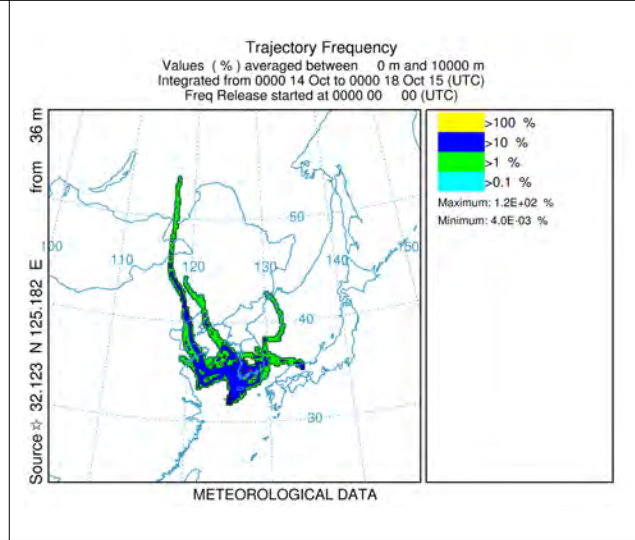 Trajectory Frequency
Values ( % ) averaged between 0 m and 10000 m
Integrated from 0000 14 Oct to 0000 18 Oct 15 (UTC)
Freq Release started at 0000 00 00 (UTC)
Source ☆ 32.123 N 125.182 E from 36 m
>100 %
>10 %
>1 %
>0.1 %
Maximum: 1.2E+02 %
Minimum: 4.0E-03 %
50
100
110
120
130
140
150
40
30
METEOROLOGICAL DATA